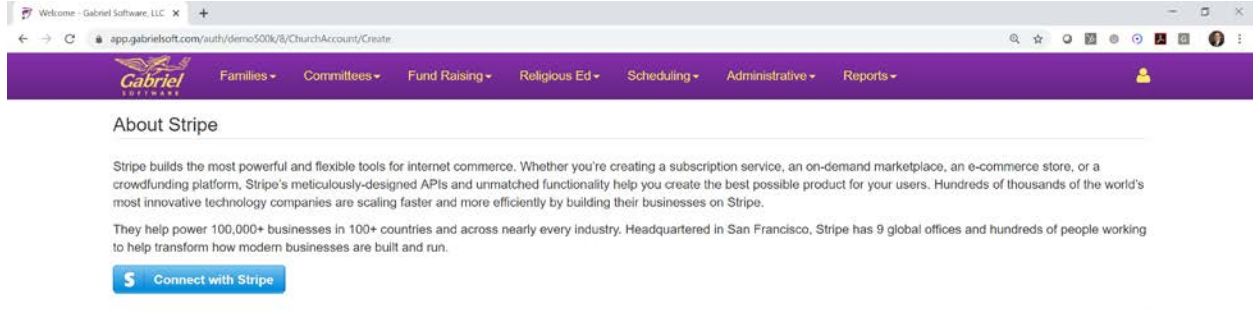 Welcome - Gabriel Software, LLC
app.gabrielsoft.com/auth/demo500k/8/ChurchAccount/Create
Gabriel
SOFTWARE
Families
Committees
Fund Raising
Religious Ed
Scheduling
Administrative
Reports
About Stripe
Stripe builds the most powerful and flexible tools for internet commerce. Whether you're creating a subscription service, an on-demand marketplace, an e-commerce store, or a
crowdfunding platform, Stripe's meticulously-designed APIs and unmatched functionality help you create the best possible product for your users. Hundreds of thousands of the world's
most innovative technology companies are scaling faster and more efficiently by building their businesses on Stripe.
They help power 100,000+ businesses in 100+ countries and across nearly every industry. Headquartered in San Francisco, Stripe has 9 global offices and hundreds of people working
to help transform how modern businesses are built and run.
S Connect with Stripe